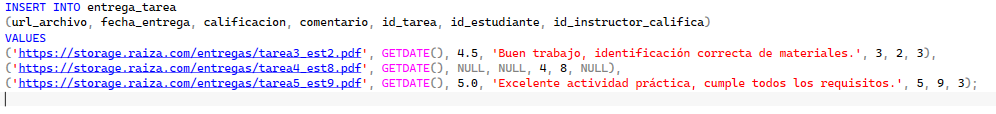 INSERT INTO entrega_tarea
(url_archivo, fecha_entrega, calificacion, comentario, id_tarea, id_estudiante, id_instructor_califica)
VALUES
('https://storage.raiza.com/entregas/tarea3_est2.pdf', GETDATE(), 4.5, 'Buen trabajo, identificación correcta de materiales.', 3, 2, 3),
('https://storage.raiza.com/entregas/tarea4_est8.pdf', GETDATE(), NULL, NULL, 4, 8, NULL),
('https://storage.raiza.com/entregas/tarea5_est9.pdf', GETDATE(), 5.0, 'Excelente actividad práctica, cumple todos los requisitos.', 5, 9, 3);